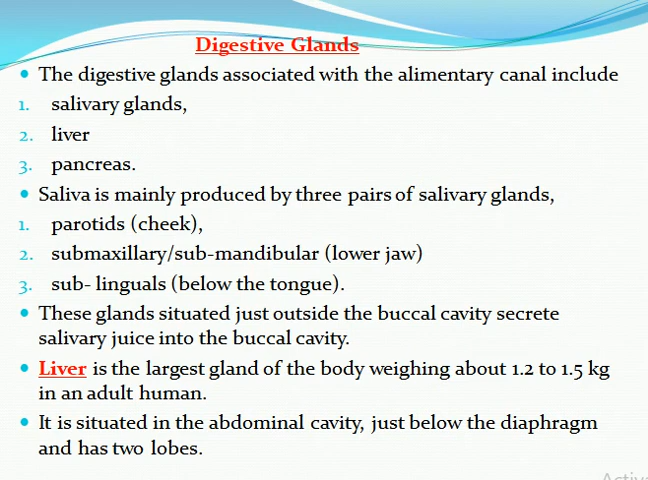 Digestive Glands
• The digestive glands associated with the alimentary canal include
1. salivary glands,
2. liver
3. pancreas.
• Saliva is mainly produced by three pairs of salivary glands,
1. parotids (cheek),
2. submaxillary/sub-mandibular (lower jaw)
3. sub- linguals (below the tongue).
• These glands situated just outside the buccal cavity secrete
salivary juice into the buccal cavity.
• Liver is the largest gland of the body weighing about 1.2 to 1.5 kg
in an adult human.
• It is situated in the abdominal cavity, just below the diaphragm
and has two lobes.